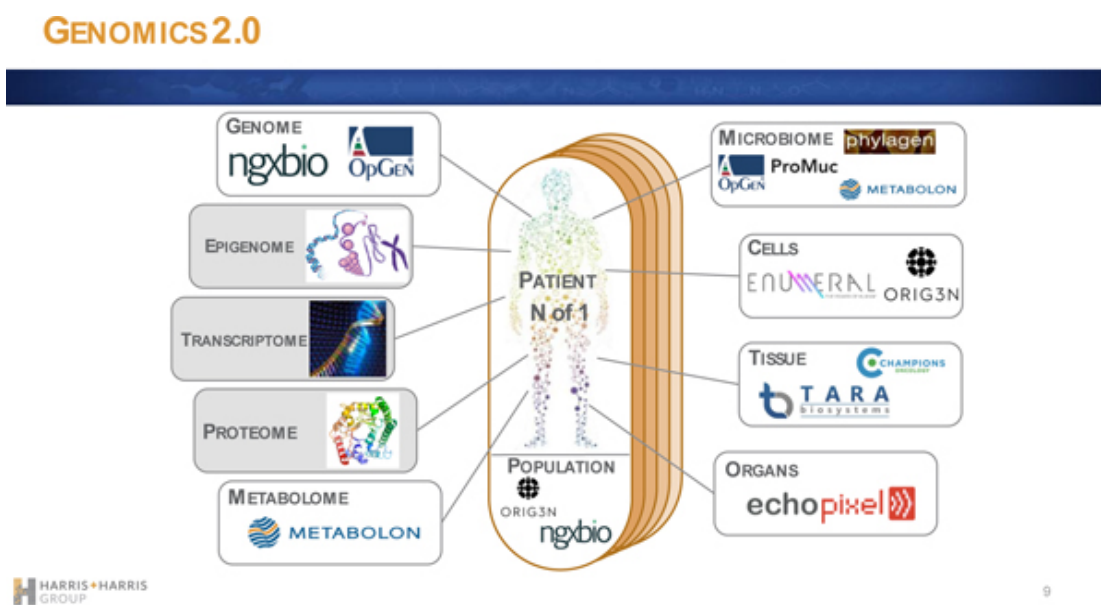 GENOMICS 2.0
GENOME
ngxbio OPGEN
EPIGENOME
TRANSCRIPTOME
PROTEOME
METABOLOME
METABOLON
PATIENT
N of 1
POPULATION
ORIG3N
ngxbio
MICROBIOME phylagen
OPGEN ProMuc METABOLON
CELLS
ENUMERAL ORIG3N
TISSUE CHAMPIONS
ONCOLOGY
TARA
biosystems
ORGANS
echopixel
HARRIS+HARRIS
GROUP
9